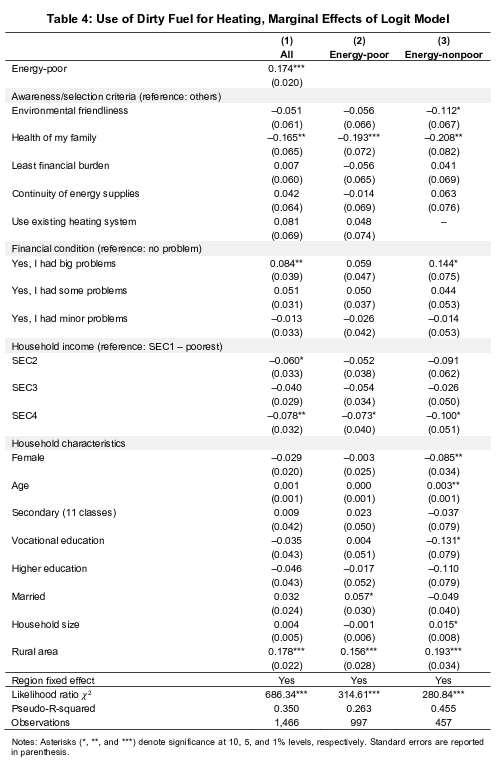 Table 4: Use of Dirty Fuel for Heating, Marginal Effects of Logit Model
(1) (2) (3)
All Energy-poor Energy-nonpoor
Energy-poor 0.174***
(0.020)
Awareness/selection criteria (reference: others)
Environmental friendliness –0.051 –0.056 –0.112*
(0.061) (0.066) (0.067)
Health of my family –0.165** –0.193*** –0.208**
(0.065) (0.072) (0.082)
Least financial burden 0.007 –0.056 0.041
(0.060) (0.065) (0.069)
Continuity of energy supplies 0.042 –0.014 0.063
(0.064) (0.069) (0.076)
Use existing heating system 0.081 0.048 –
(0.069) (0.074)
Financial condition (reference: no problem)
Yes, I had big problems 0.084** 0.059 0.144*
(0.039) (0.047) (0.075)
Yes, I had some problems 0.051 0.050 0.044
(0.031) (0.037) (0.053)
Yes, I had minor problems –0.013 –0.026 –0.014
(0.033) (0.042) (0.053)
Household income (reference: SEC1 – poorest)
SEC2 –0.060* –0.052 –0.091
(0.033) (0.038) (0.062)
SEC3 –0.040 –0.054 –0.026
(0.029) (0.034) (0.050)
SEC4 –0.078** –0.073* –0.100*
(0.032) (0.040) (0.051)
Household characteristics
Female –0.029 –0.003 –0.085**
(0.020) (0.025) (0.034)
Age 0.001 0.000 0.003**
(0.001) (0.001) (0.001)
Secondary (11 classes) 0.009 0.023 –0.037
(0.042) (0.050) (0.079)
Vocational education –0.035 0.004 –0.131*
(0.043) (0.051) (0.079)
Higher education –0.046 –0.017 –0.110
(0.043) (0.052) (0.079)
Married 0.032 0.057* –0.049
(0.024) (0.030) (0.040)
Household size 0.004 –0.001 0.015*
(0.005) (0.006) (0.008)
Rural area 0.178*** 0.156*** 0.193***
(0.022) (0.028) (0.034)
Region fixed effect Yes Yes Yes
Likelihood ratio χ² 686.34*** 314.61*** 280.84***
Pseudo-R-squared 0.350 0.263 0.455
Observations 1,466 997 457
Notes: Asterisks (*, **, and ***) denote significance at 10, 5, and 1% levels, respectively. Standard errors are reported
in parenthesis.